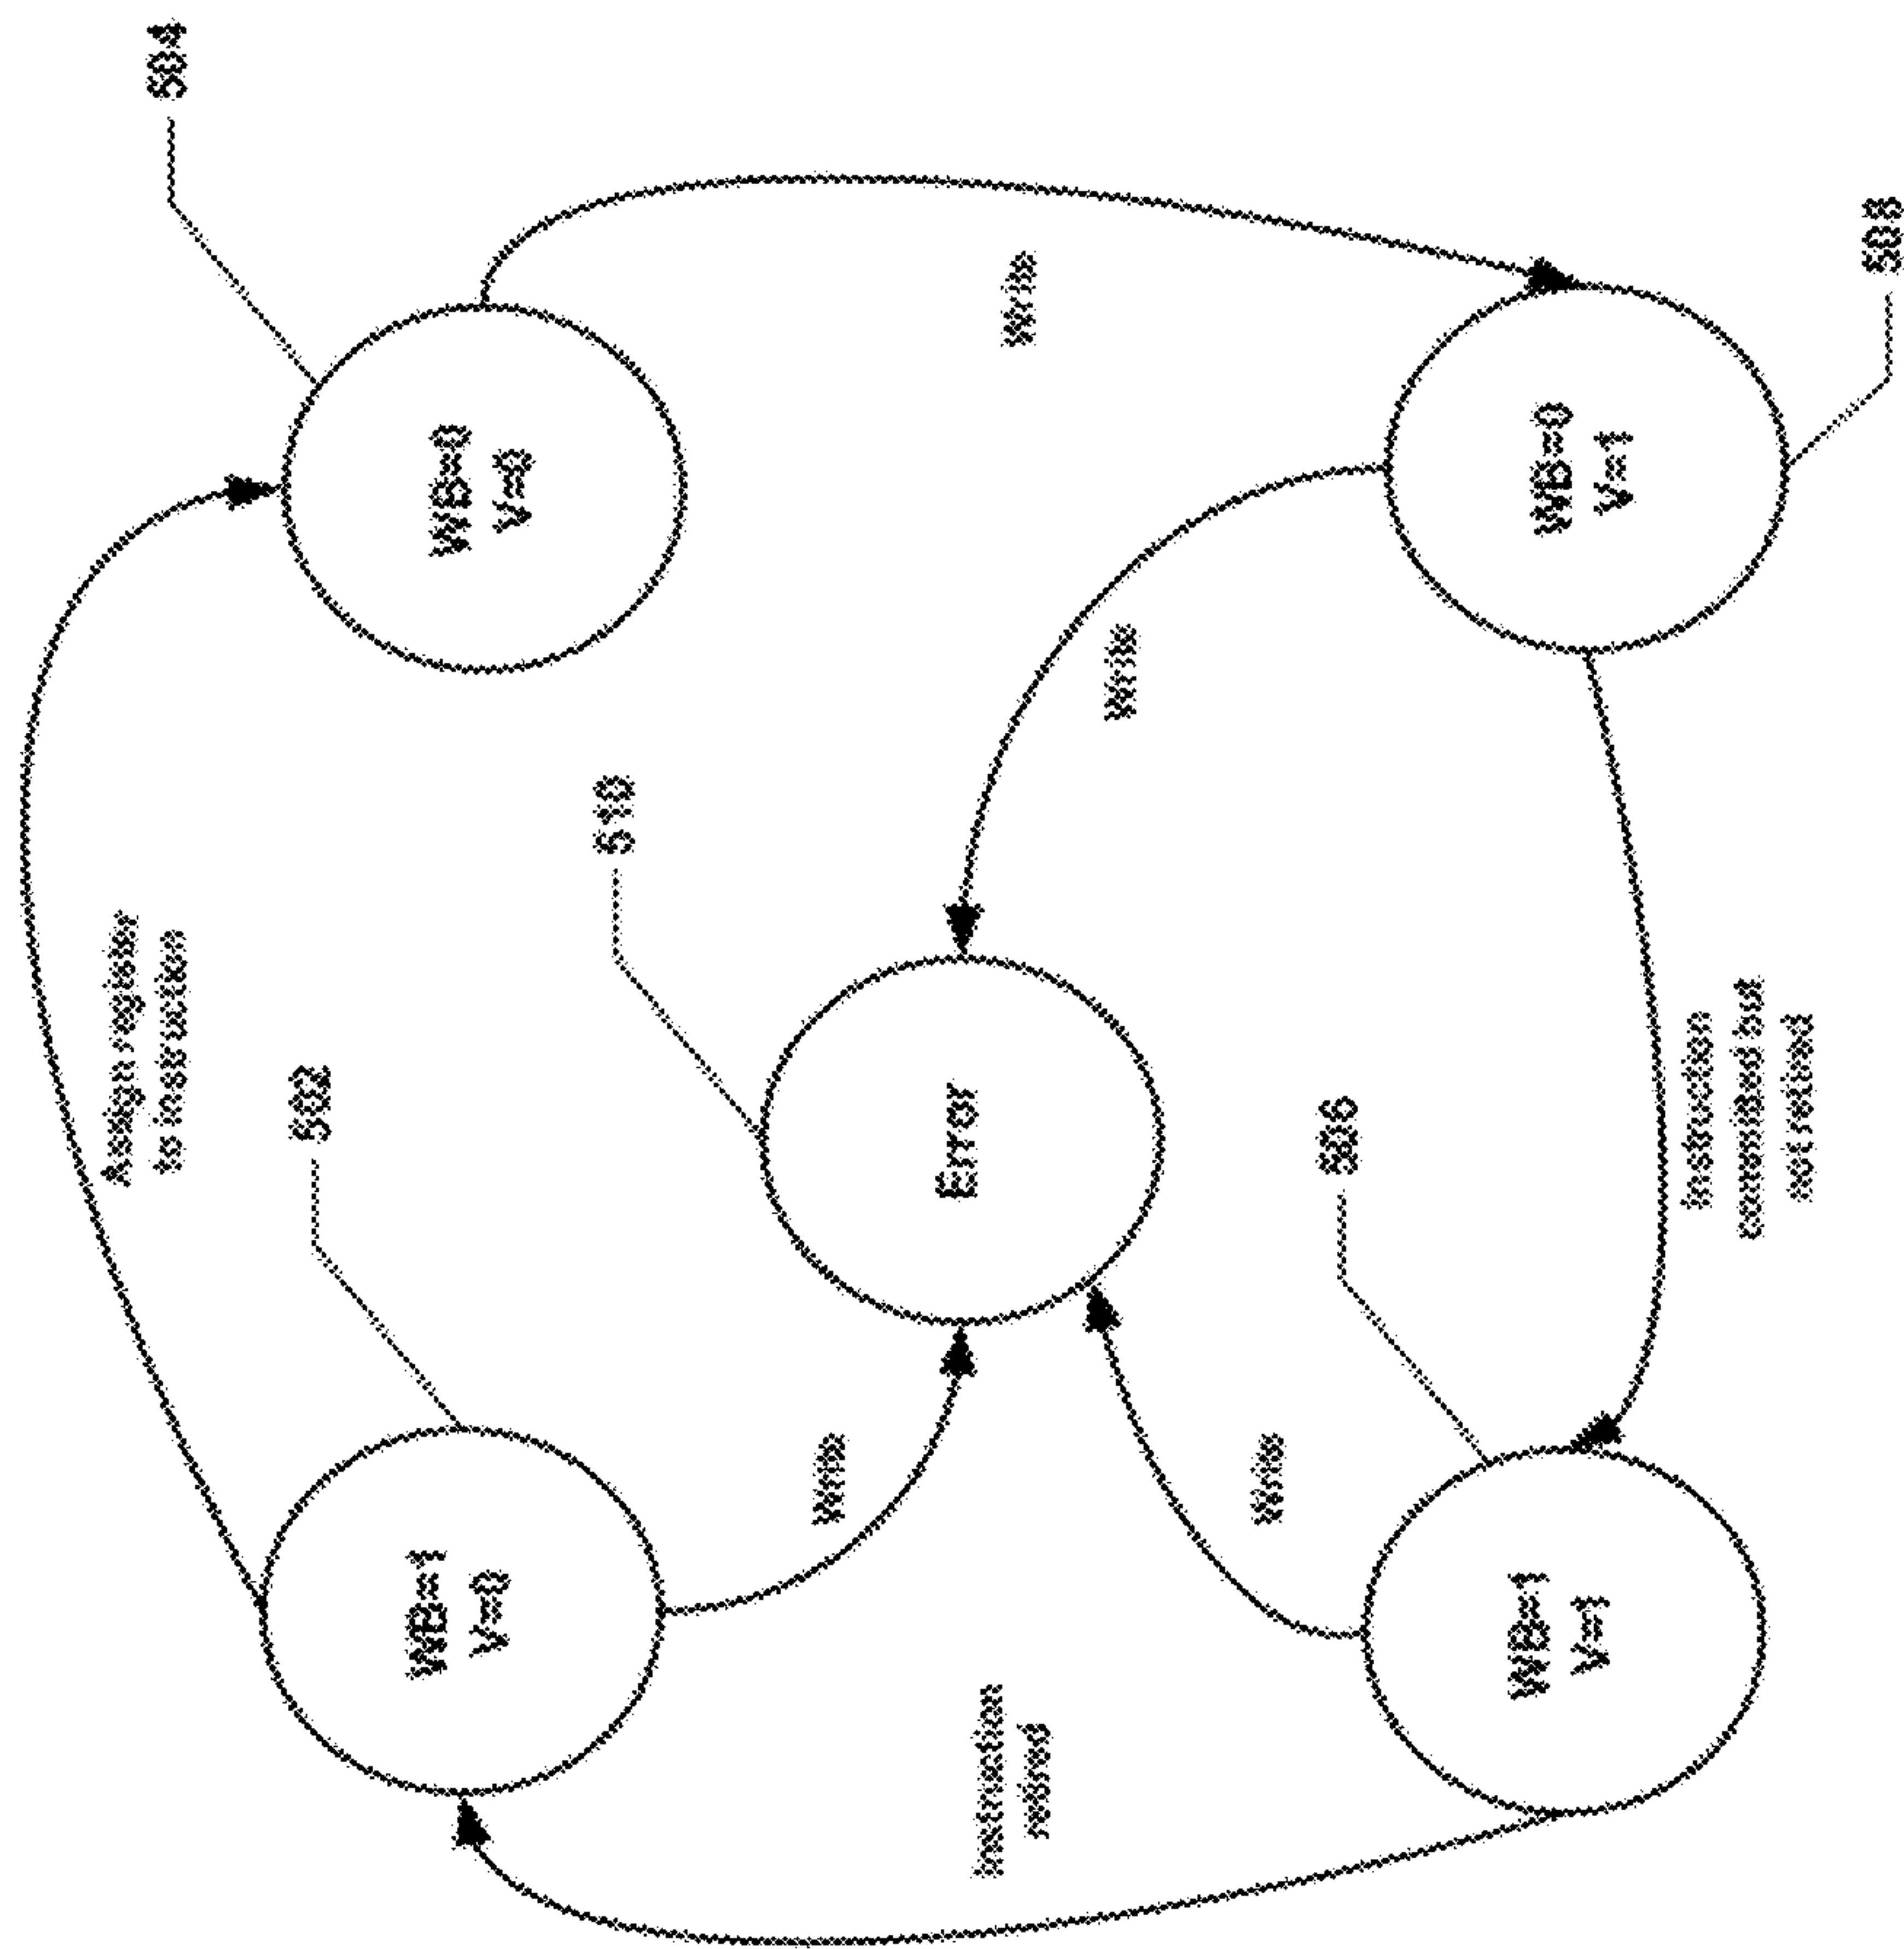 Assign register
to instruction
504
502
WB=1
V=0
WB=0
V=0
510
Write
Error
Instruction
retired
Write
Write
Write
506
WB=1
V=1
WB=0
V=1
Instruction
committed but
not retired
508